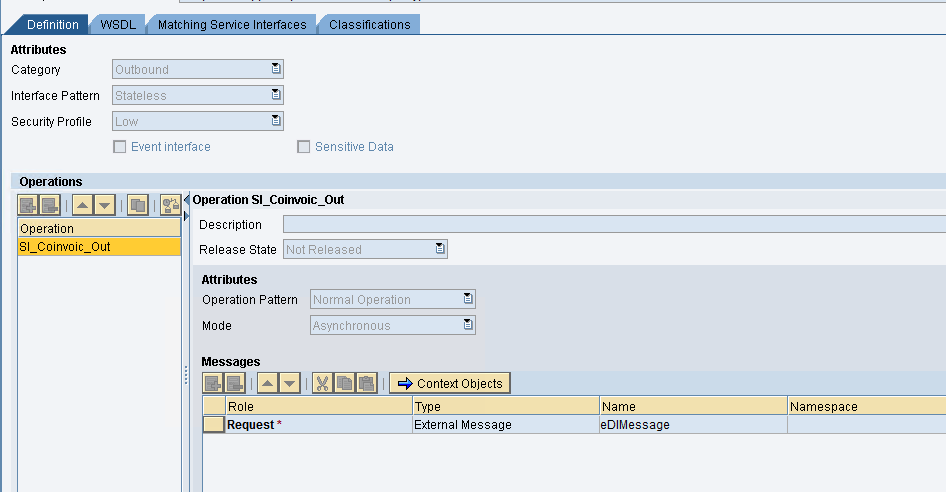 Definition WSDL Matching Service Interfaces Classifications
Attributes
Category Outbound
Interface Pattern Stateless
Security Profile Low
Event interface Sensitive Data
Operations
Operation SI_Coinvoic_Out
Operation
Description
SI_Coinvoic_Out
Release State Not Released
Attributes
Operation Pattern Normal Operation
Mode Asynchronous
Messages
Context Objects
Role Type Name Namespace
Request * External Message eDIMessage